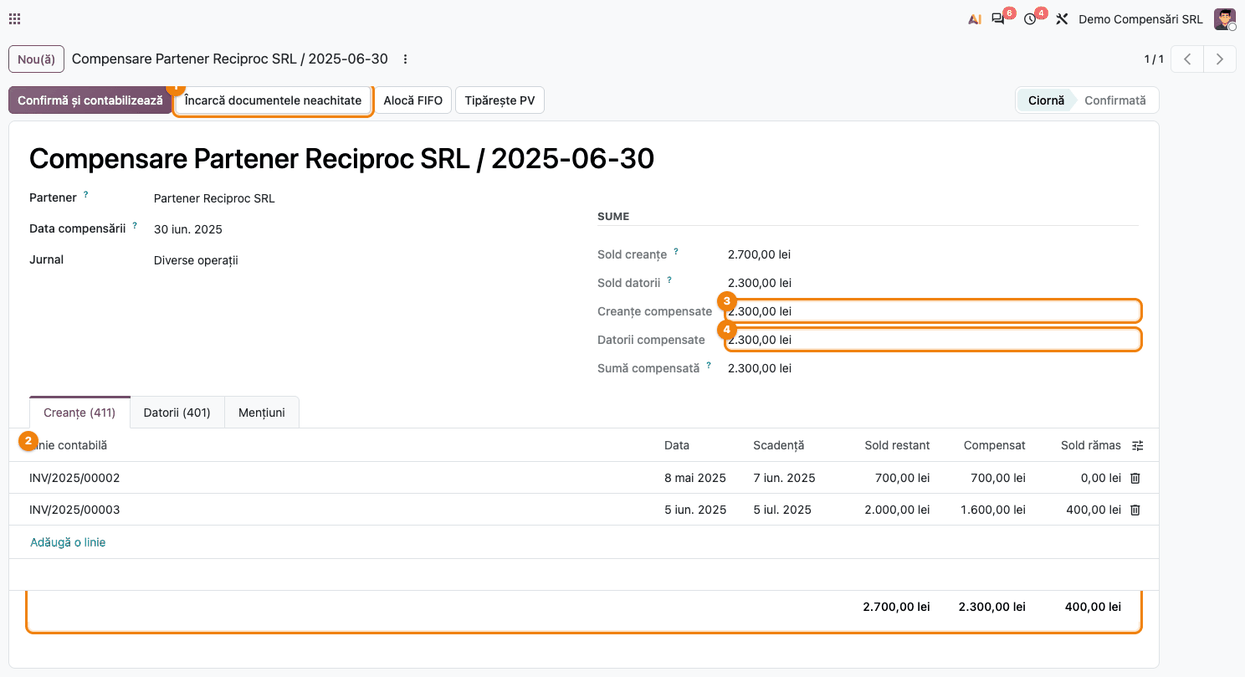 AI 6 4 Demo Compensări SRL
Nou(ă) Compensare Partener Reciproc SRL / 2025-06-30 1 / 1
Confirmă și contabilizează 1 Încarcă documentele neachitate Alocă FIFO Tipărește PV Ciornă Confirmată
Compensare Partener Reciproc SRL / 2025-06-30
Partener ? Partener Reciproc SRL
Data compensării ? 30 iun. 2025
Jurnal Diverse operații
SUME
Sold creanțe ? 2.700,00 lei
Sold datorii ? 2.300,00 lei
Creanțe compensate 3 2.300,00 lei
Datorii compensate 4 2.300,00 lei
Sumă compensată ? 2.300,00 lei
Creanțe (411) Datorii (401) Mențiuni
2 contabilă Data Scadență Sold restant Compensat Sold rămas
INV/2025/00002 8 mai 2025 7 iun. 2025 700,00 lei 700,00 lei 0,00 lei
INV/2025/00003 5 iun. 2025 5 iul. 2025 2.000,00 lei 1.600,00 lei 400,00 lei
Adăugă o linie
2.700,00 lei 2.300,00 lei 400,00 lei